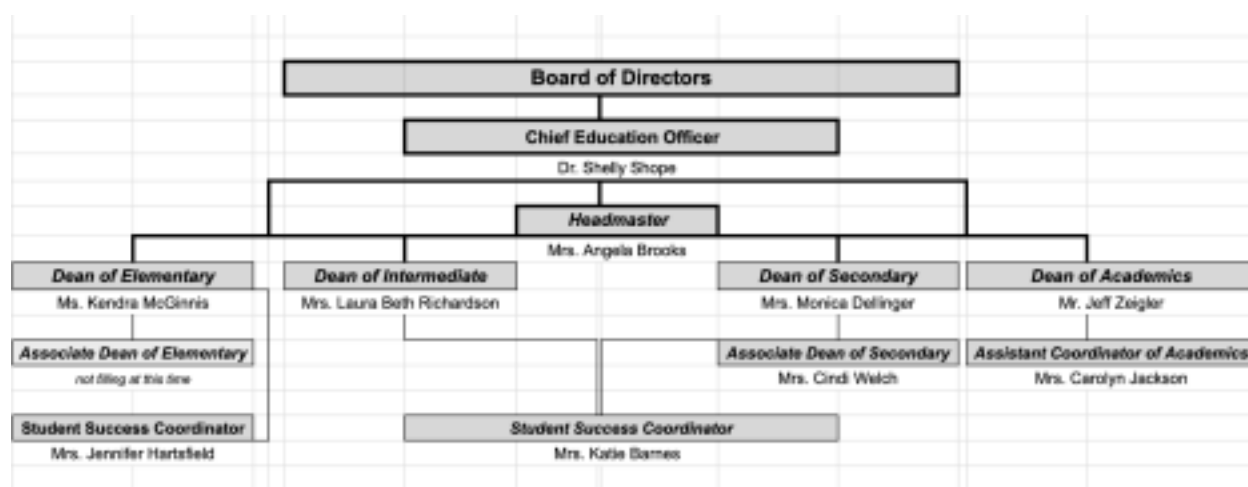 Board of Directors
Chief Education Officer
Dr. Shelly Shope
Headmaster
Mrs. Angela Brooks
Dean of Elementary
Ms. Kendra McGinnis
Dean of Intermediate
Mrs. Laura Beth Richardson
Dean of Secondary
Mrs. Monica Dellinger
Dean of Academics
Mr. Jeff Zeigler
Associate Dean of Elementary
not filling at this time
Associate Dean of Secondary
Mrs. Cindi Welch
Assistant Coordinator of Academics
Mrs. Carolyn Jackson
Student Success Coordinator
Mrs. Jennifer Hartsfield
Student Success Coordinator
Mrs. Katie Barnes